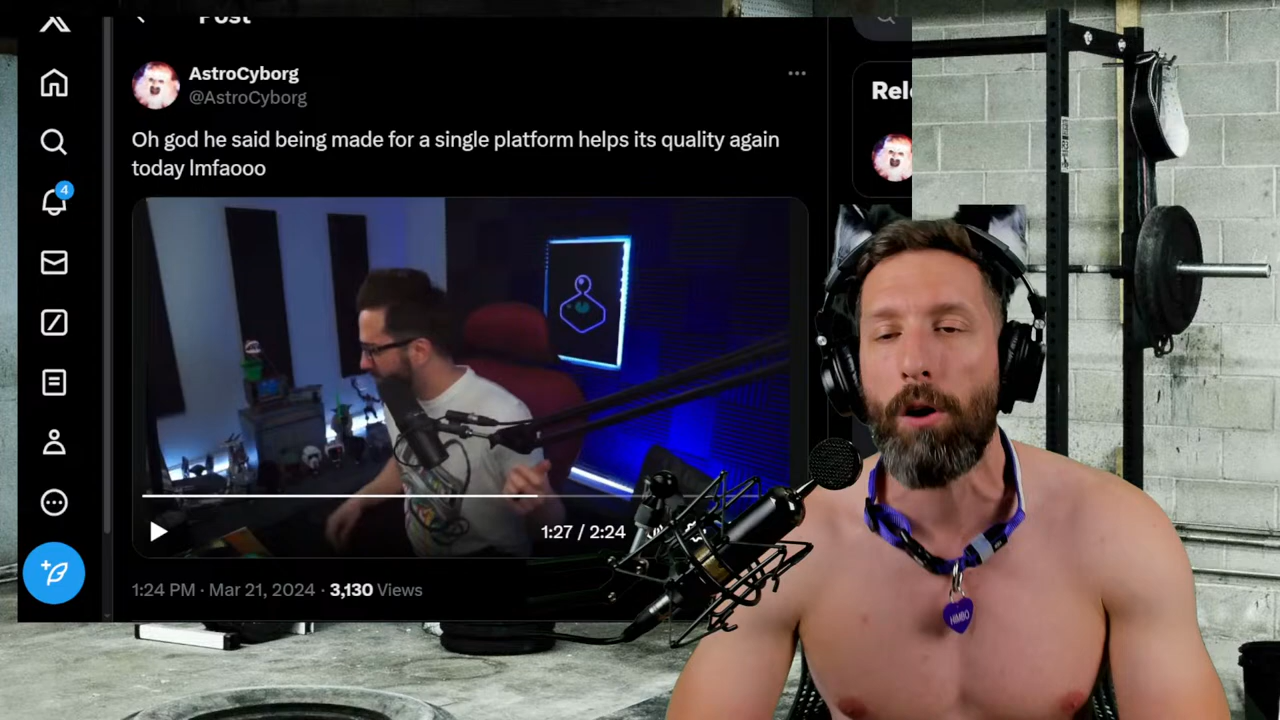 Post
AstroCyborg
@AstroCyborg
Oh god he said being made for a single platform helps its quality again
today lmfaooo
Rele
4
1:27 / 2:24
1:24 PM · Mar 21, 2024 · 3,130 Views
HIMBO